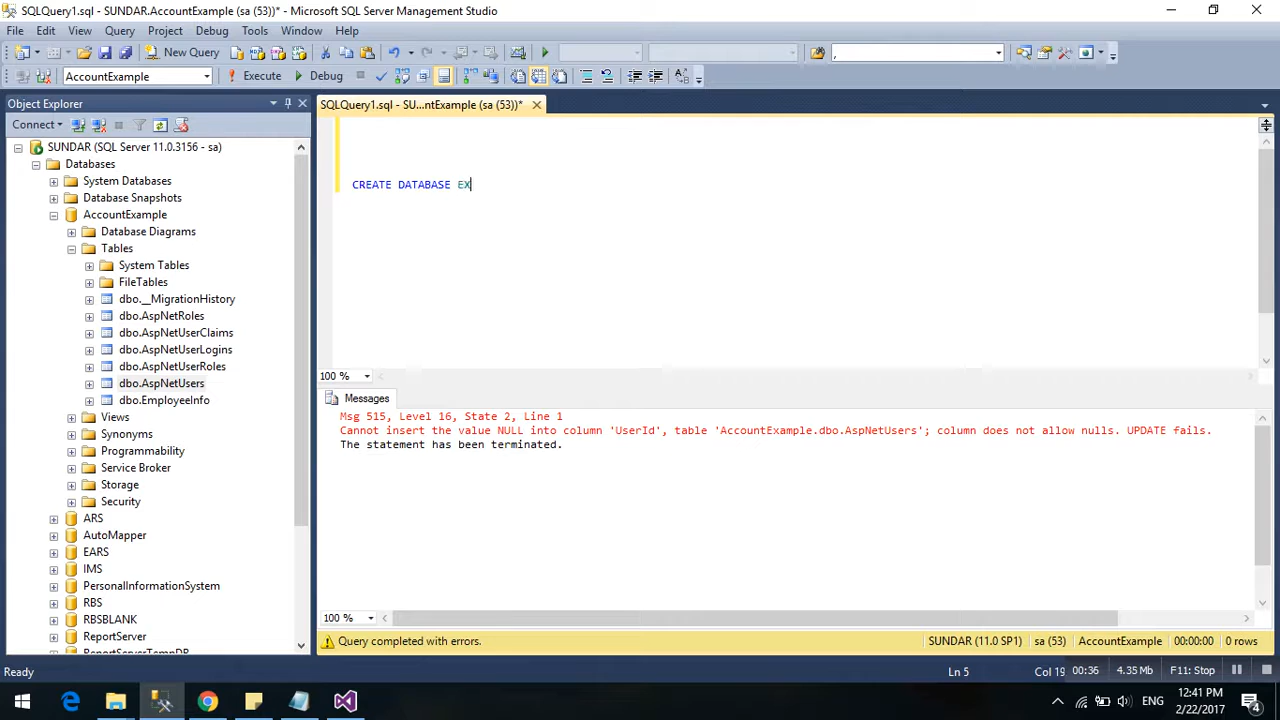 SQLQuery1.sql - SUNDAR.AccountExample (sa (53))* - Microsoft SQL Server Management Studio
File Edit View Query Project Debug Tools Window Help
New Query ,
AccountExample Execute Debug
Object Explorer
SQLQuery1.sql - SU...ntExample (sa (53))*
Connect
SUNDAR (SQL Server 11.0.3156 - sa)
Databases
System Databases
Database Snapshots
AccountExample
Database Diagrams
Tables
System Tables
FileTables
dbo.__MigrationHistory
dbo.AspNetRoles
dbo.AspNetUserClaims
dbo.AspNetUserLogins
dbo.AspNetUserRoles
dbo.AspNetUsers
dbo.EmployeeInfo
Views
Synonyms
Programmability
Service Broker
Storage
Security
ARS
AutoMapper
EARS
IMS
PersonalInformationSystem
RBS
RBSBLANK
ReportServer
ReportServerTempDB
CREATE DATABASE EX
100 %
Messages
Msg 515, Level 16, State 2, Line 1
Cannot insert the value NULL into column 'UserId', table 'AccountExample.dbo.AspNetUsers'; column does not allow nulls. UPDATE fails.
The statement has been terminated.
100 %
Query completed with errors. SUNDAR (11.0 SP1) sa (53) AccountExample 00:00:00 0 rows
Ready Ln 5 Col 19 00:36 4.35 Mb F11: Stop
ENG 12:41 PM
2/22/2017
4